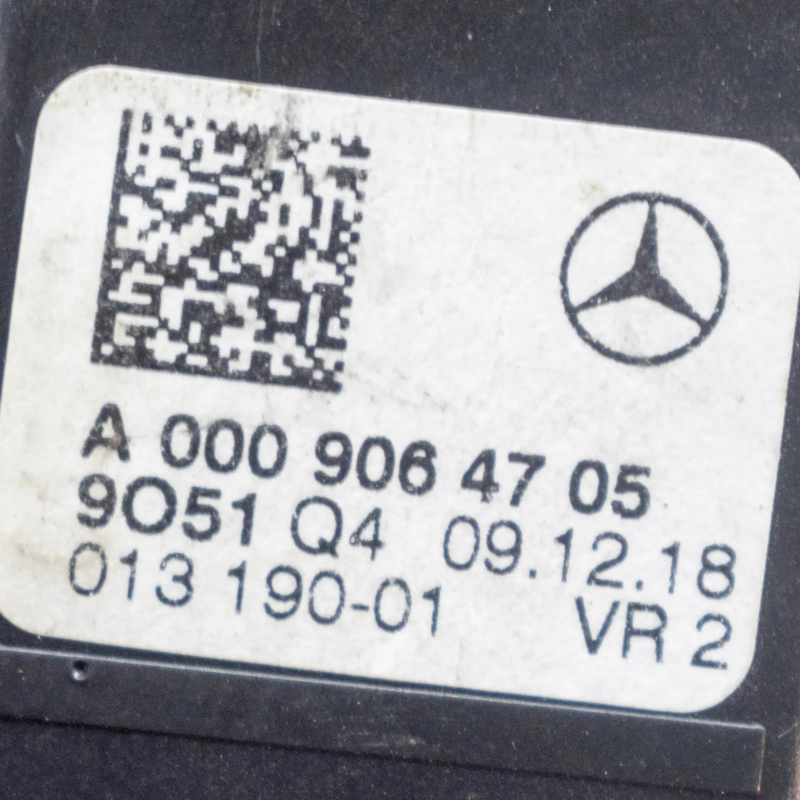 A 000 906 47 05
9O51 Q4 09.12.18
013 190-01 VR 2